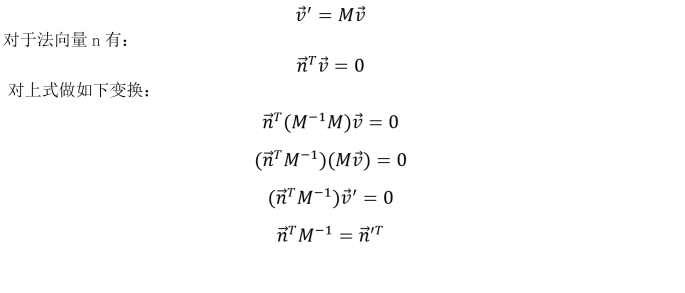 v⃗′ = Mv⃗
对于法向量 n 有：
n⃗ᵀv⃗ = 0
对上式做如下变换：
n⃗ᵀ(M⁻¹M)v⃗ = 0
(n⃗ᵀM⁻¹)(Mv⃗) = 0
(n⃗ᵀM⁻¹)v⃗′ = 0
n⃗ᵀM⁻¹ = n⃗′ᵀ